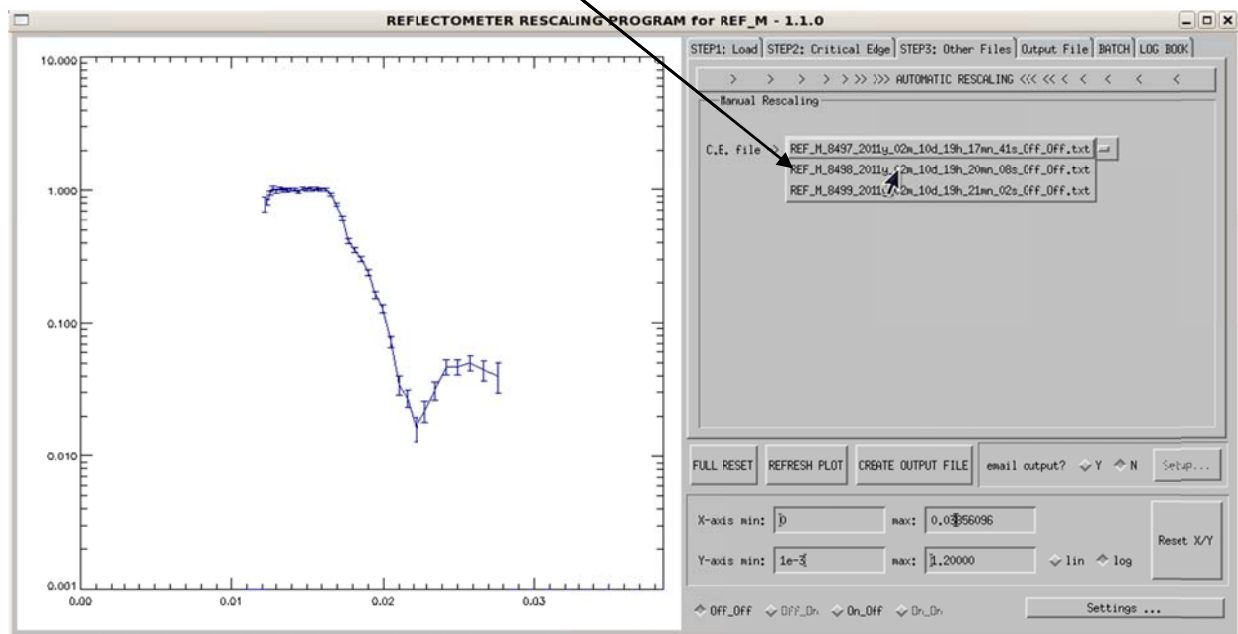 REFLECTOMETER RESCALING PROGRAM for REF_M - 1.1.0
STEP1: Load STEP2: Critical Edge STEP3: Other Files Output File BATCH LOG BOOK
> > > > > >> >>> AUTOMATIC RESCALING <<< << < < < < <
Manual Rescaling
C.E. file > REF_M_8497_2011y_02m_10d_19h_17mn_41s_Off_Off.txt
REF_M_8498_2011y_02m_10d_19h_20mn_08s_Off_Off.txt
REF_M_8499_2011y_02m_10d_19h_21mn_02s_Off_Off.txt
10.000
1.000
0.100
0.010
0.001
0.00 0.01 0.02 0.03
FULL RESET REFRESH PLOT CREATE OUTPUT FILE email output? Y N Setup...
X-axis min: 0 max: 0.03856096
Y-axis min: 1e-3 max: 1.20000 lin log
Reset X/Y
Off_Off Off_On On_Off On_On Settings ...